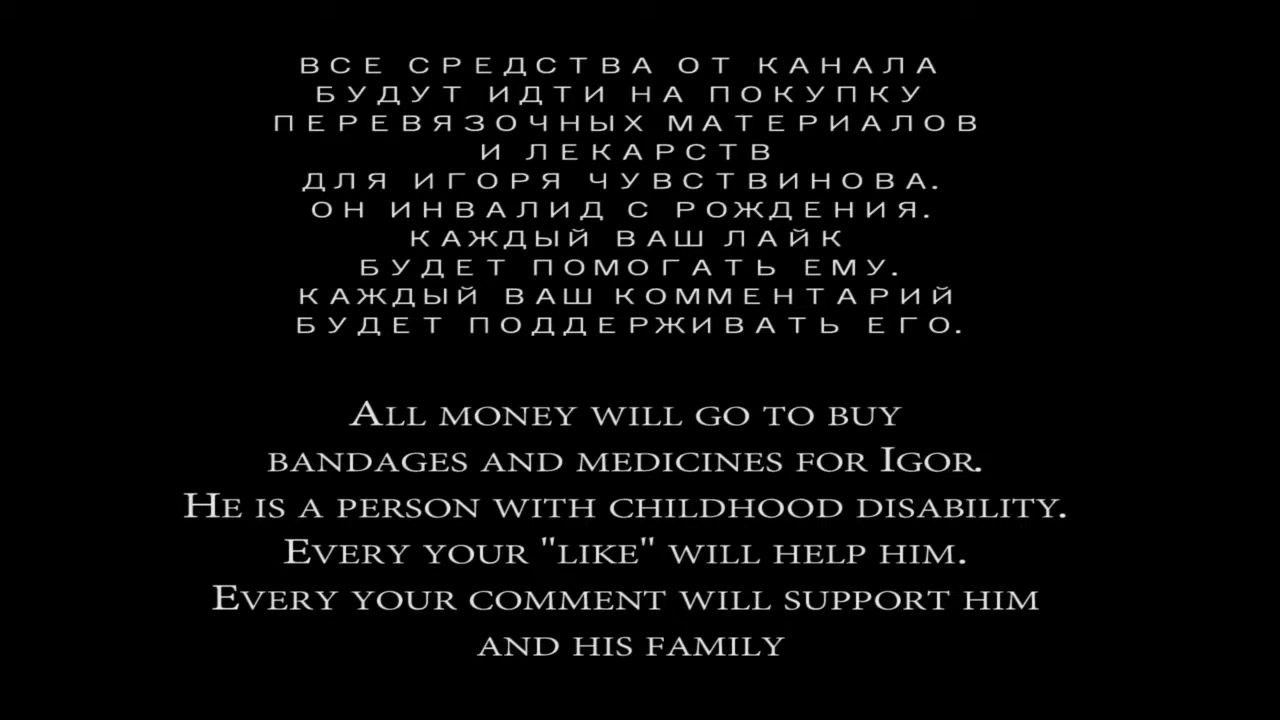 ВСЕ СРЕДСТВА ОТ КАНАЛА
БУДУТ ИДТИ НА ПОКУПКУ
ПЕРЕВЯЗОЧНЫХ МАТЕРИАЛОВ
И ЛЕКАРСТВ
ДЛЯ ИГОРЯ ЧУВСТВИНОВА.
ОН ИНВАЛИД С РОЖДЕНИЯ.
КАЖДЫЙ ВАШ ЛАЙК
БУДЕТ ПОМОГАТЬ ЕМУ.
КАЖДЫЙ ВАШ КОММЕНТАРИЙ
БУДЕТ ПОДДЕРЖИВАТЬ ЕГО.
ALL MONEY WILL GO TO BUY
BANDAGES AND MEDICINES FOR IGOR.
HE IS A PERSON WITH CHILDHOOD DISABILITY.
EVERY YOUR "LIKE" WILL HELP HIM.
EVERY YOUR COMMENT WILL SUPPORT HIM
AND HIS FAMILY